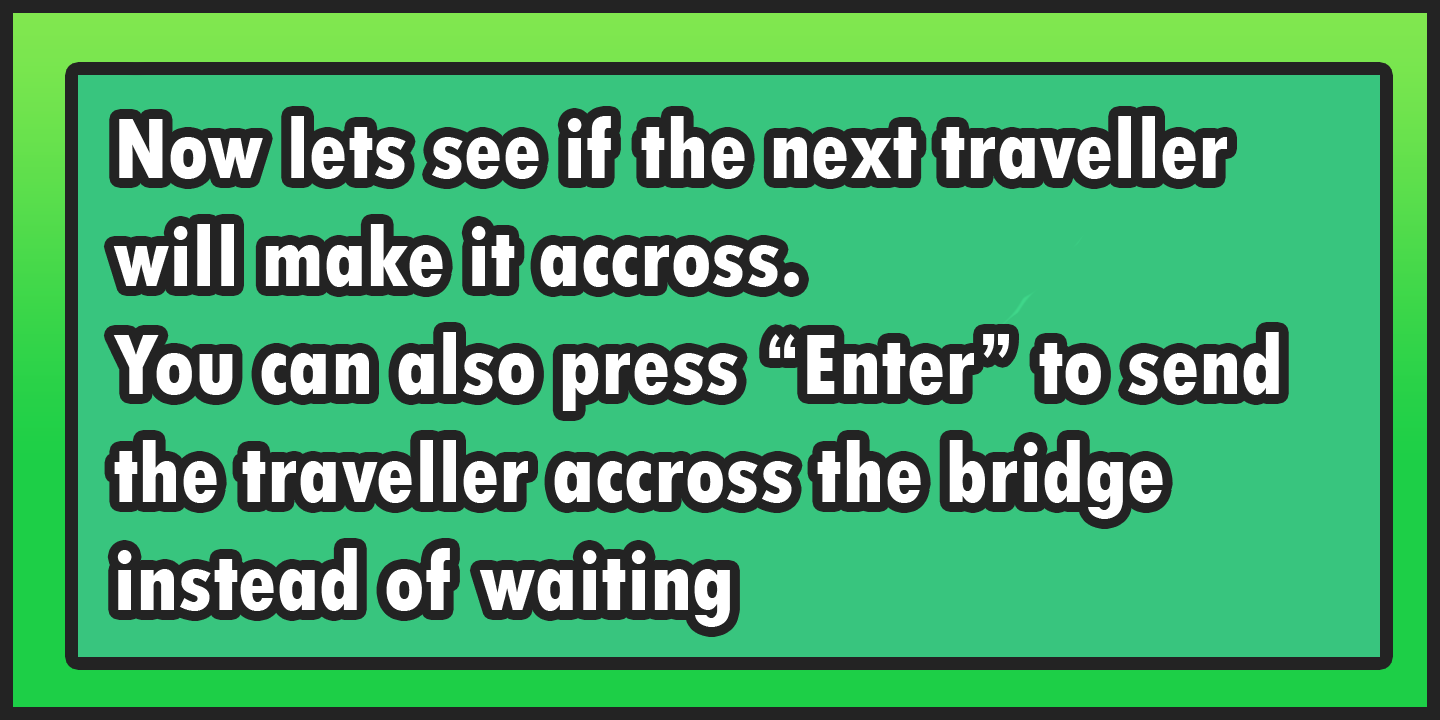 Now lets see if the next traveller
will make it accross.
You can also press “Enter” to send
the traveller accross the bridge
instead of waiting